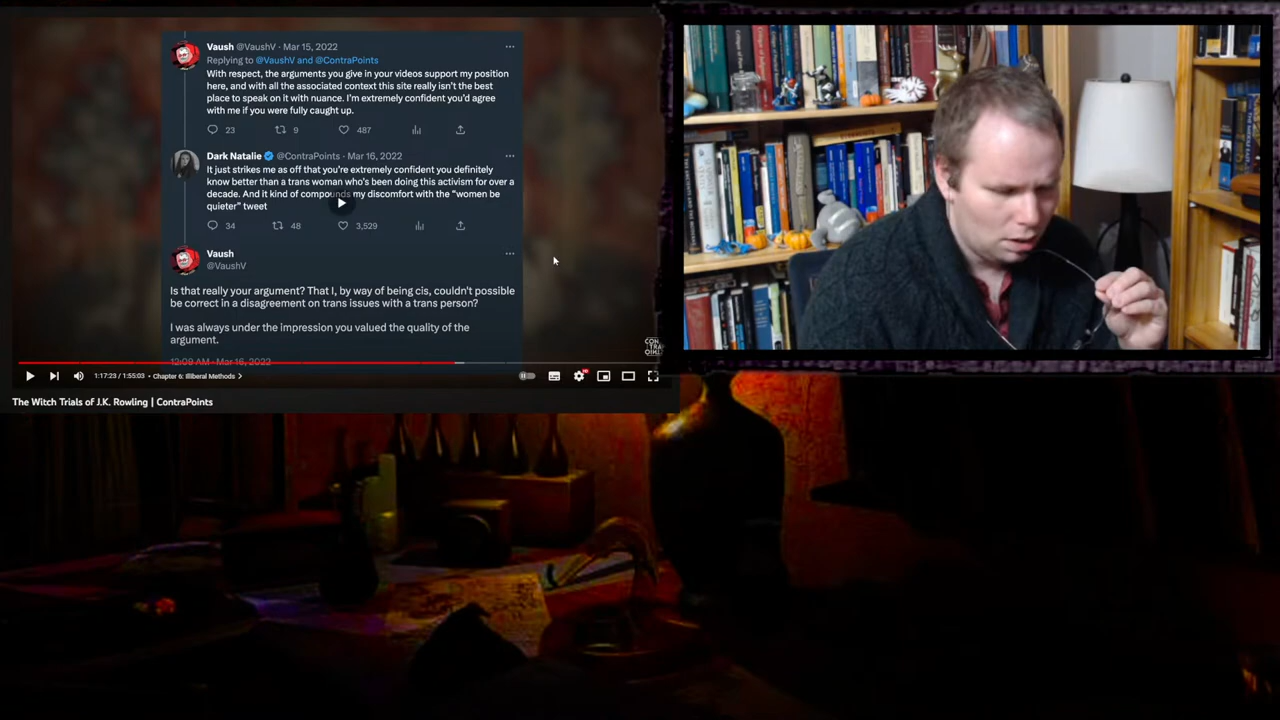 Vaush @VaushV · Mar 15, 2022
Replying to @VaushV and @ContraPoints
With respect, the arguments you give in your videos support my position
here, and with all the associated context this site really isn't the best
place to speak on it with nuance. I'm extremely confident you'd agree
with me if you were fully caught up.
23 9 487
Dark Natalie @ContraPoints · Mar 16, 2022
It just strikes me as off that you're extremely confident you definitely
know better than a trans woman who's been doing this activism for over a
decade. And it kind of compounds my discomfort with the "women be
quieter" tweet
34 48 3,529
Vaush
@VaushV
Is that really your argument? That I, by way of being cis, couldn't possible
be correct in a disagreement on trans issues with a trans person?
I was always under the impression you valued the quality of the
argument.
12:09 AM · Mar 16, 2022
CON
TRA
1:17:23 / 1:55:03 • Chapter 6: Illiberal Methods >
The Witch Trials of J.K. Rowling | ContraPoints